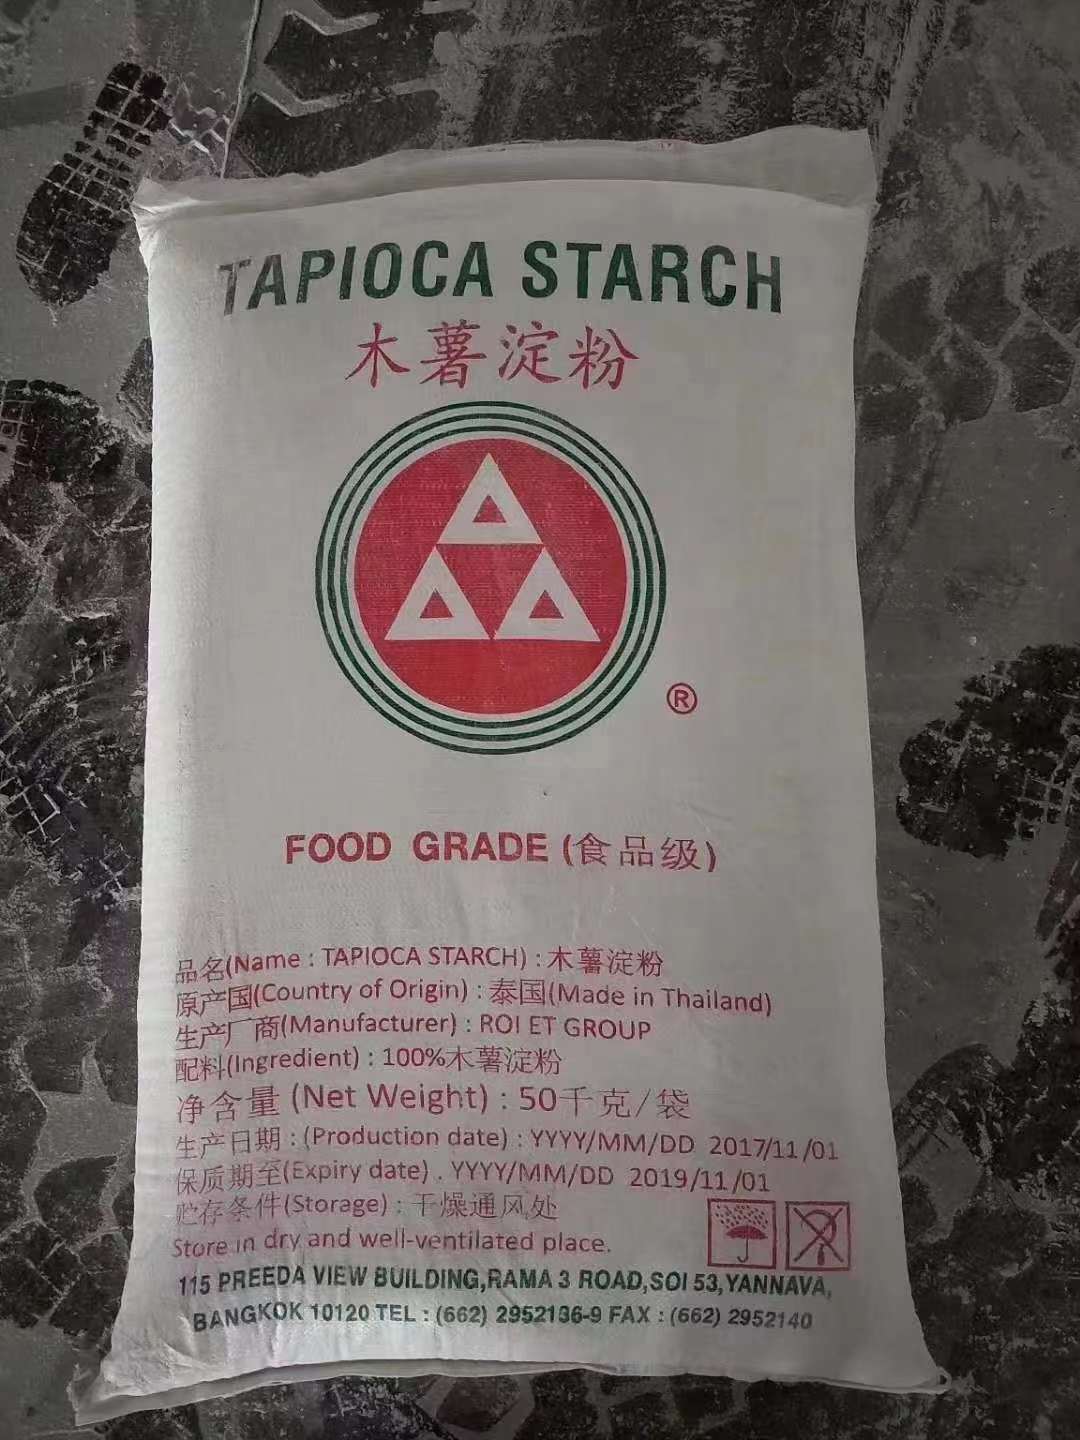 TAPIOCA STARCH
木薯淀粉
®
FOOD GRADE (食品级)
品名(Name : TAPIOCA STARCH) : 木薯淀粉
原产国(Country of Origin) : 泰国(Made in Thailand)
生产厂商(Manufacturer) : ROI ET GROUP
配料(Ingredient) : 100%木薯淀粉
净含量 (Net Weight) : 50千克/袋
生产日期 : (Production date) : YYYY/MM/DD 2017/11/01
保质期至(Expiry date) . YYYY/MM/DD 2019/11/01
贮存条件(Storage) : 干燥通风处
Store in dry and well-ventilated place.
115 PREEDA VIEW BUILDING,RAMA 3 ROAD,SOI 53,YANNAVA,
BANGKOK 10120 TEL : (662) 2952136-9 FAX : (662) 2952140